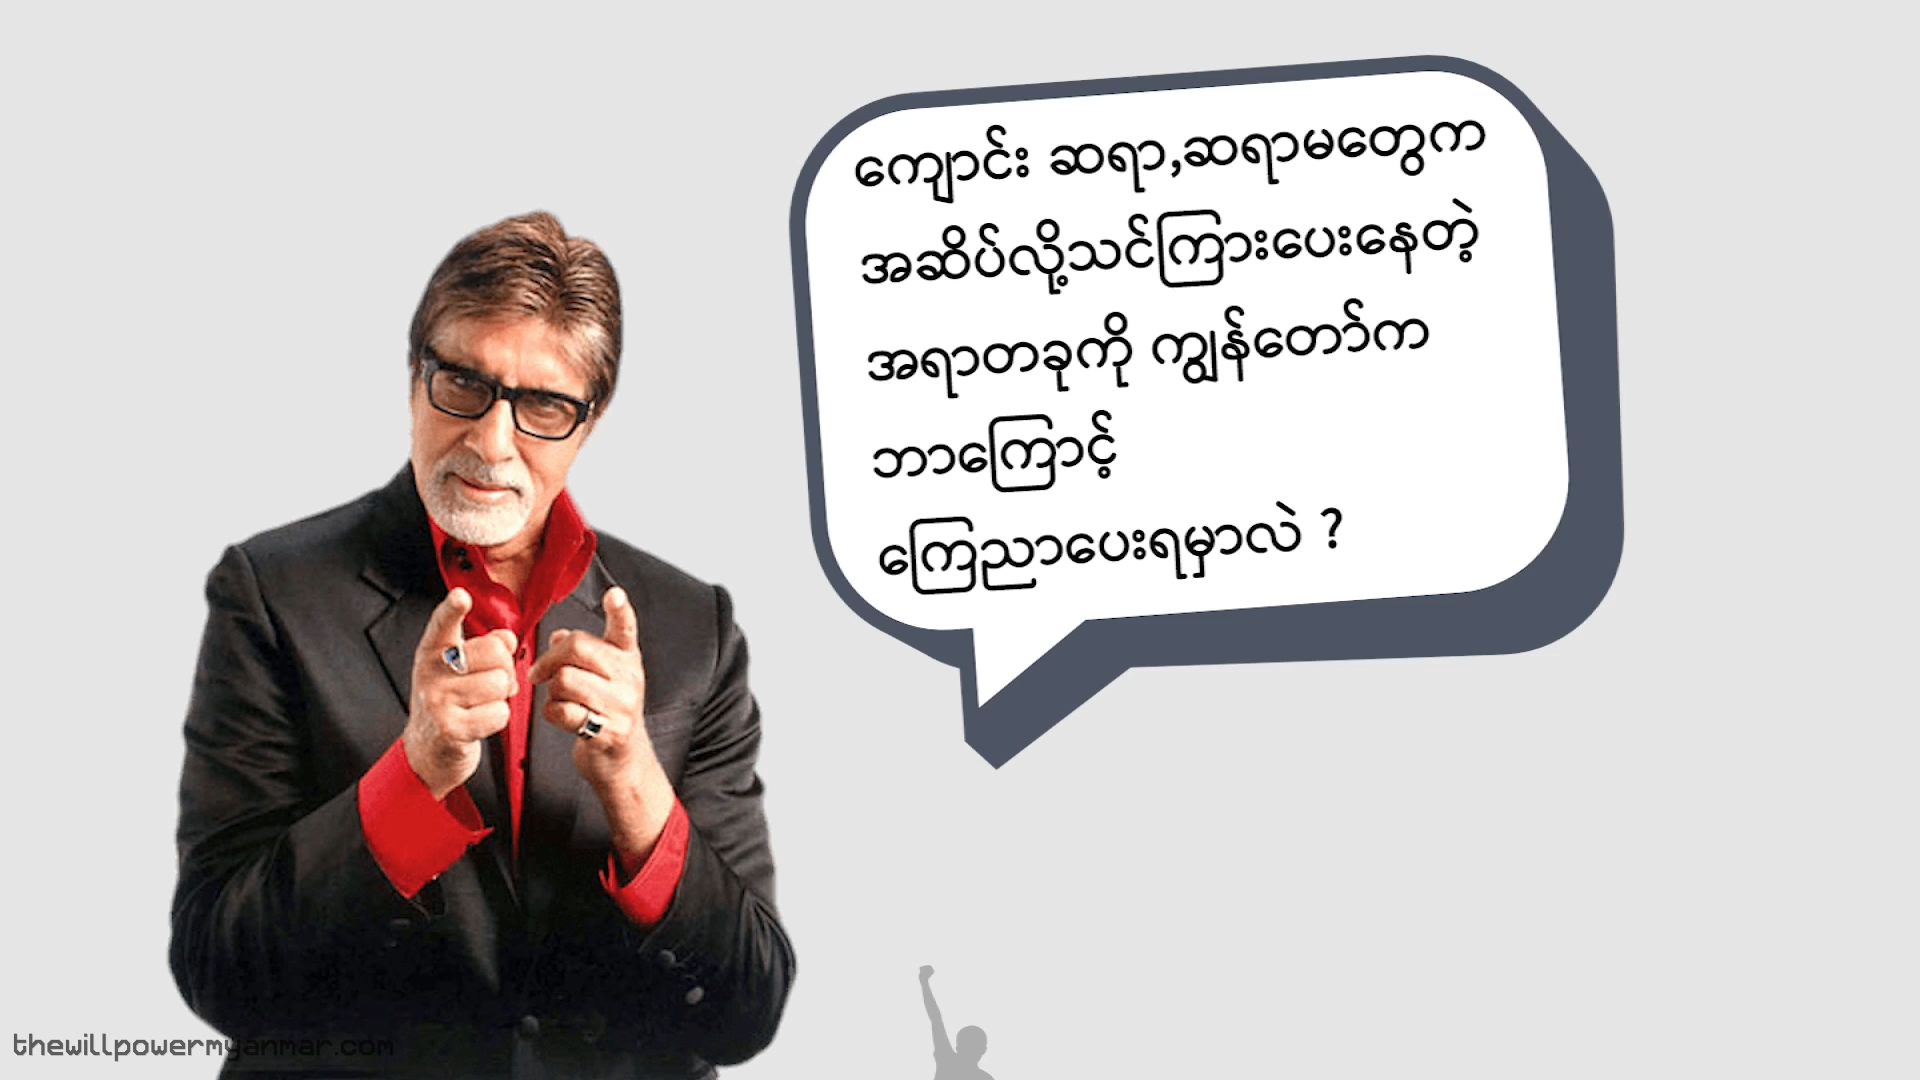 ကျောင်း ဆရာ,ဆရာမတွေက
အဆိပ်လို့သင်ကြားပေးနေတဲ့
အရာတခုကို ကျွန်တော်က
ဘာကြောင့်
ကြေညာပေးရမှာလဲ ?
thewillpowermyanmar.com